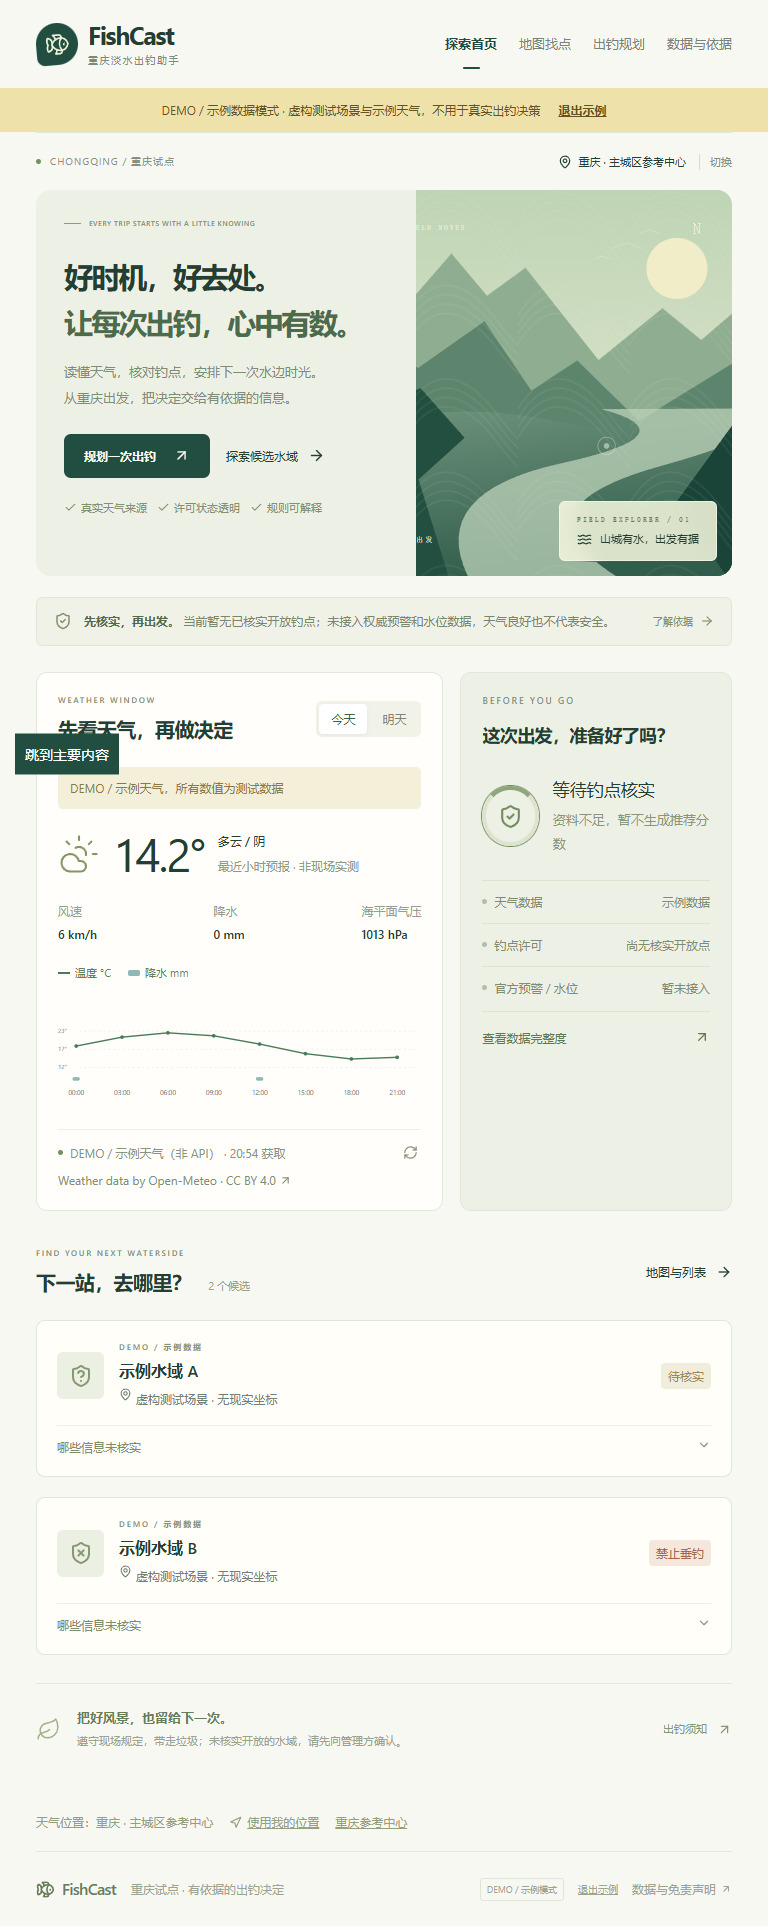 FishCast
重庆淡水出钓助手
探索首页 地图找点 出钓规划 数据与依据
DEMO / 示例数据模式 · 虚构测试场景与示例天气，不用于真实出钓决策 退出示例
CHONGQING / 重庆试点
重庆 · 主城区参考中心 切换
EVERY TRIP STARTS WITH A LITTLE KNOWING
好时机，好去处。
让每次出钓，心中有数。
读懂天气，核对钓点，安排下一次水边时光。
从重庆出发，把决定交给有依据的信息。
规划一次出钓 探索候选水域
真实天气来源 许可状态透明 规则可解释
ELD NOTES
N
出发
FIELD EXPLORER / 01
山城有水，出发有据
先核实，再出发。 当前暂无已核实开放钓点；未接入权威预警和水位数据，天气良好也不代表安全。 了解依据
WEATHER WINDOW
先看天气，再做决定
今天 明天
跳到主要内容
DEMO / 示例天气，所有数值为测试数据
14.2°
多云 / 阴
最近小时预报 · 非现场实测
风速 降水 海平面气压
6 km/h 0 mm 1013 hPa
温度 °C 降水 mm
23°
17°
12°
00:00 03:00 06:00 09:00 12:00 15:00 18:00 21:00
DEMO / 示例天气（非 API） · 20:54 获取
Weather data by Open-Meteo · CC BY 4.0
BEFORE YOU GO
这次出发，准备好了吗？
等待钓点核实
资料不足，暂不生成推荐分
数
天气数据 示例数据
钓点许可 尚无核实开放点
官方预警 / 水位 暂未接入
查看数据完整度
FIND YOUR NEXT WATERSIDE
下一站，去哪里？ 2 个候选
地图与列表
DEMO / 示例数据
示例水域 A
虚构测试场景 · 无现实坐标
待核实
哪些信息未核实
DEMO / 示例数据
示例水域 B
虚构测试场景 · 无现实坐标
禁止垂钓
哪些信息未核实
把好风景，也留给下一次。
遵守现场规定，带走垃圾；未核实开放的水域，请先向管理方确认。
出钓须知
天气位置：重庆 · 主城区参考中心 使用我的位置 重庆参考中心
FishCast 重庆试点 · 有依据的出钓决定
DEMO / 示例模式 退出示例 数据与免责声明